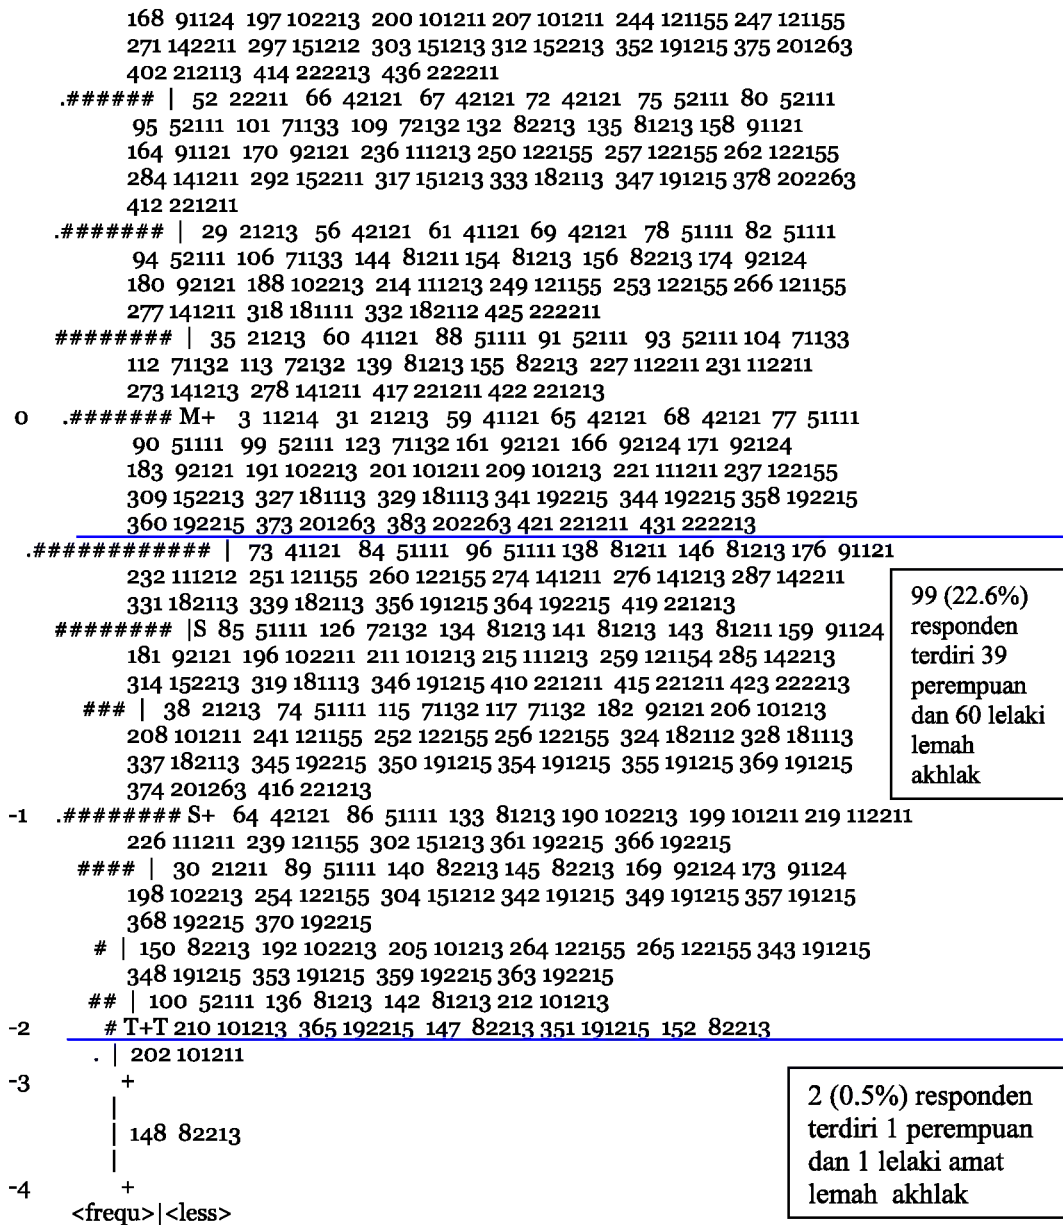 168 91124 197 102213 200 101211 207 101211 244 121155 247 121155
271 142211 297 151212 303 151213 312 152213 352 191215 375 201263
402 212113 414 222213 436 222211
.###### | 52 22211 66 42121 67 42121 72 42121 75 52111 80 52111
95 52111 101 71133 109 72132 132 82213 135 81213 158 91121
164 91121 170 92121 236 111213 250 122155 257 122155 262 122155
284 141211 292 152211 317 151213 333 182113 347 191215 378 202263
412 221211
.####### | 29 21213 56 42121 61 41121 69 42121 78 51111 82 51111
94 52111 106 71133 144 81211 154 81213 156 82213 174 92124
180 92121 188 102213 214 111213 249 121155 253 122155 266 121155
277 141211 318 181111 332 182112 425 222211
######## | 35 21213 60 41121 88 51111 91 52111 93 52111 104 71133
112 71132 113 72132 139 81213 155 82213 227 112211 231 112211
273 141213 278 141211 417 221211 422 221213
0 .####### M+ 3 11214 31 21213 59 41121 65 42121 68 42121 77 51111
90 51111 99 52111 123 71132 161 92121 166 92124 171 92124
183 92121 191 102213 201 101211 209 101213 221 111211 237 122155
309 152213 327 181113 329 181113 341 192215 344 192215 358 192215
360 192215 373 201263 383 202263 421 221211 431 222213
.############ | 73 41121 84 51111 96 51111 138 81211 146 81213 176 91121
232 111212 251 121155 260 122155 274 141211 276 141213 287 142211
331 182113 339 182113 356 191215 364 192215 419 221213
######## |S 85 51111 126 72132 134 81213 141 81213 143 81211 159 91124
181 92121 196 102211 211 101213 215 111213 259 121154 285 142213
314 152213 319 181113 346 191215 410 221211 415 221211 423 222213
### | 38 21213 74 51111 115 71132 117 71132 182 92121 206 101213
208 101211 241 121155 252 122155 256 122155 324 182112 328 181113
337 182113 345 192215 350 191215 354 191215 355 191215 369 191215
374 201263 416 221213
-1 .######## S+ 64 42121 86 51111 133 81213 190 102213 199 101211 219 112211
226 111211 239 121155 302 151213 361 192215 366 192215
#### | 30 21211 89 51111 140 82213 145 82213 169 92124 173 91124
198 102213 254 122155 304 151212 342 191215 349 191215 357 191215
368 192215 370 192215
# | 150 82213 192 102213 205 101213 264 122155 265 122155 343 191215
348 191215 353 191215 359 192215 363 192215
## | 100 52111 136 81213 142 81213 212 101213
-2 # T+T 210 101213 365 192215 147 82213 351 191215 152 82213
. | 202 101211
-3 +
|
| 148 82213
|
-4 +
<frequ>|<less>
99 (22.6%)
responden
terdiri 39
perempuan
dan 60 lelaki
lemah
akhlak
2 (0.5%) responden
terdiri 1 perempuan
dan 1 lelaki amat
lemah akhlak